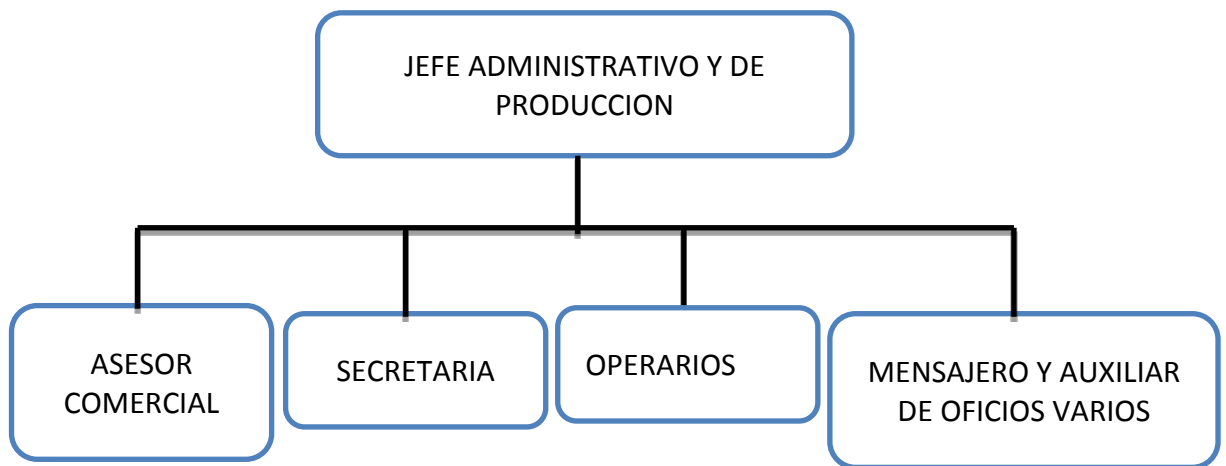 JEFE ADMINISTRATIVO Y DE
PRODUCCION
ASESOR
COMERCIAL
SECRETARIA
OPERARIOS
MENSAJERO Y AUXILIAR
DE OFICIOS VARIOS